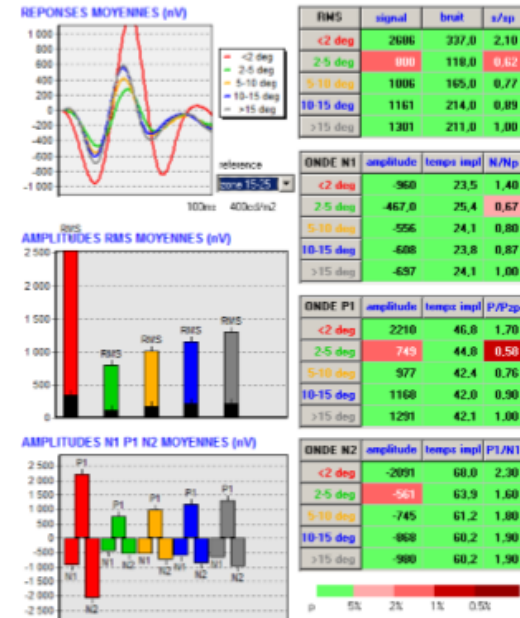 REPONSES MOYENNES (nV)
1 000
800
600
400
200
0
-200
-400
-600
-800
-1 000
<2 deg
2-5 deg
5-10 deg
10-15 deg
>15 deg
reference
zone 15-25
100ms 400cd/m2
RMS signal bruit s/sp
<2 deg 2606 337,0 2,10
2-5 deg 800 118,0 0,62
5-10 deg 1006 165,0 0,77
10-15 deg 1161 214,0 0,89
>15 deg 1301 211,0 1,00
ONDE N1 amplitude temps impl N/Np
<2 deg -960 23,5 1,40
2-5 deg -467,0 25,4 0,67
5-10 deg -556 24,1 0,80
10-15 deg -608 23,8 0,87
>15 deg -697 24,1 1,00
AMPLITUDES RMS MOYENNES (nV)
RMS
2 500
2 000
1 500
1 000
500
0
RMS RMS RMS RMS
ONDE P1 amplitude temps impl P/Pzp
<2 deg 2210 46,8 1,70
2-5 deg 749 44,8 0,58
5-10 deg 977 42,4 0,76
10-15 deg 1168 42,0 0,90
>15 deg 1291 42,1 1,00
AMPLITUDES N1 P1 N2 MOYENNES (nV)
2 500
2 000
1 500
1 000
500
0
-500
-1 000
-1 500
-2 000
-2 500
P1 P1 P1 P1 P1
N1 N2 N1 N2 N1 N2 N1 N2 N1 N2
ONDE N2 amplitude temps impl P1/N1
<2 deg -2091 68,0 2,30
2-5 deg -561 63,9 1,60
5-10 deg -745 61,2 1,80
10-15 deg -868 60,2 1,90
>15 deg -980 60,2 1,90
p 5% 2% 1% 0.5%